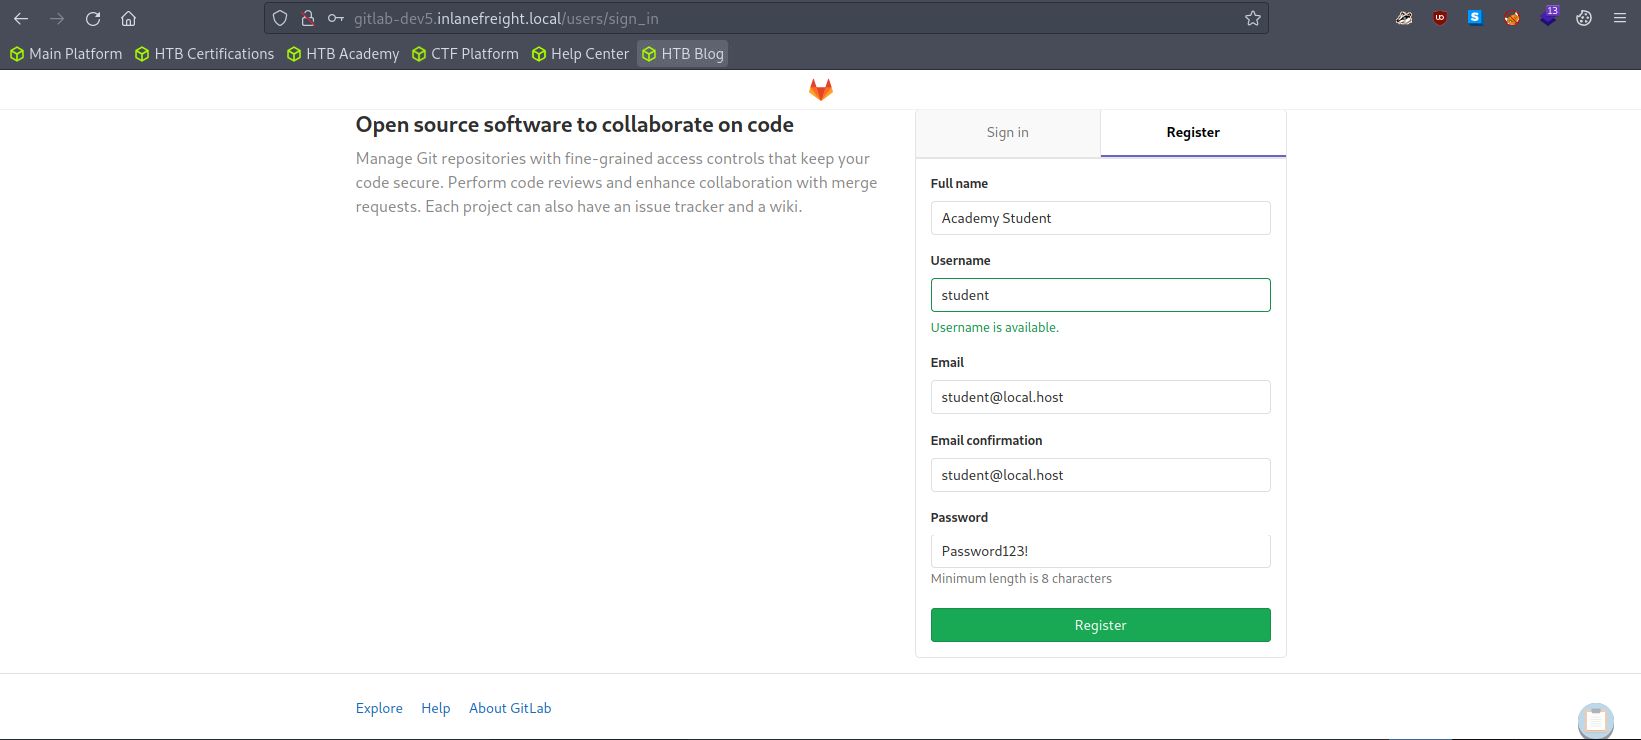 gitlab-dev5.inlanefreight.local/users/sign_in
13
Main Platform HTB Certifications HTB Academy CTF Platform Help Center HTB Blog
Open source software to collaborate on code
Manage Git repositories with fine-grained access controls that keep your
code secure. Perform code reviews and enhance collaboration with merge
requests. Each project can also have an issue tracker and a wiki.
Sign in Register
Full name
Academy Student
Username
student
Username is available.
Email
student@local.host
Email confirmation
student@local.host
Password
Password123!
Minimum length is 8 characters
Register
Explore Help About GitLab